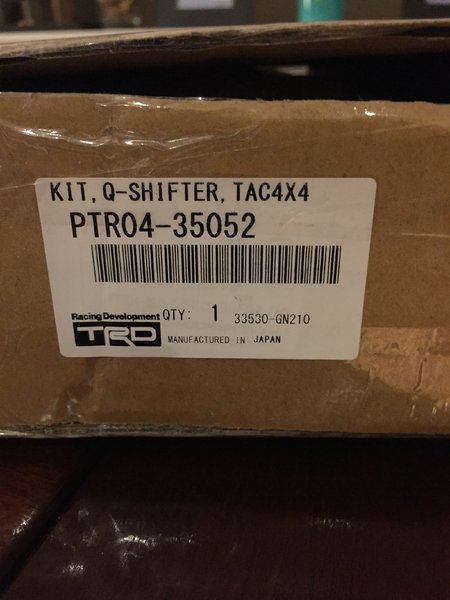 KIT, Q-SHIFTER, TAC4X4
PTR04-35052
Racing Development
TRD
QTY: 1 33530-GN210
MANUFACTURED IN JAPAN